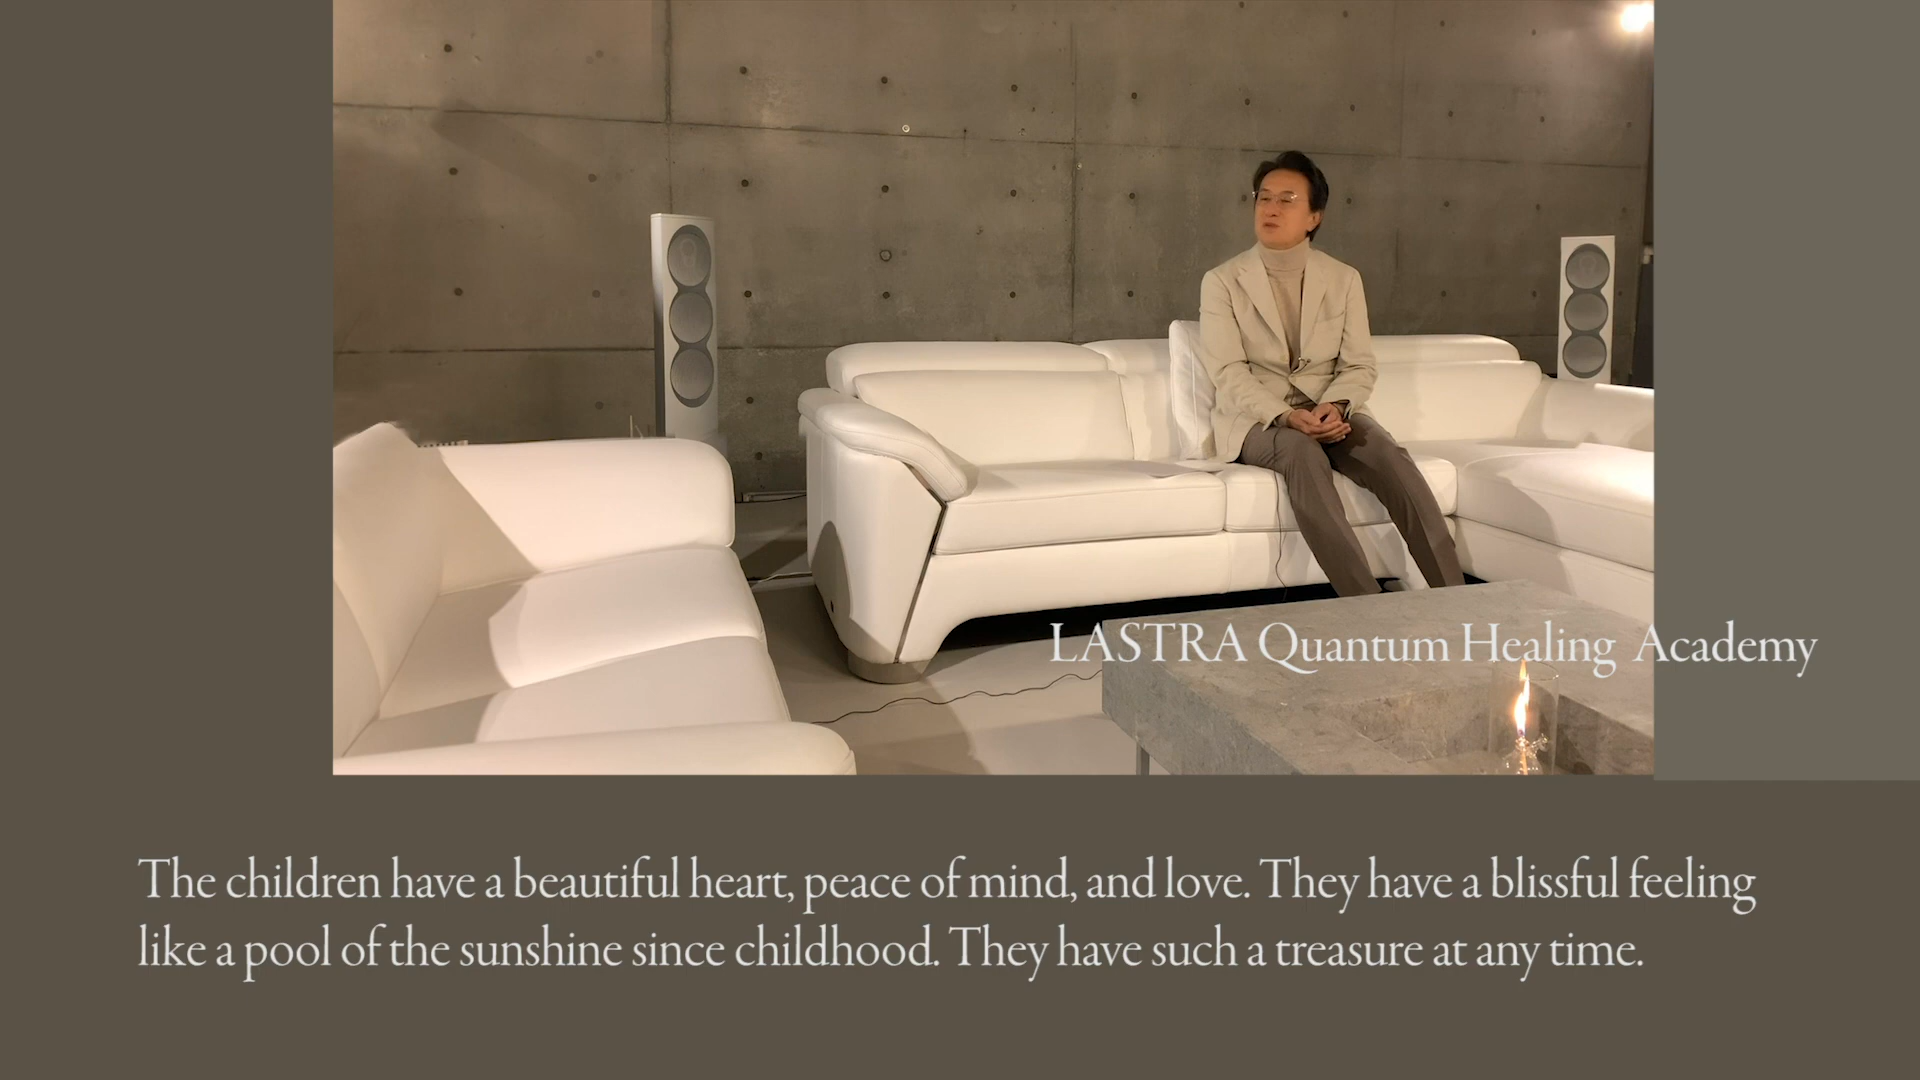 LASTRA Quantum Healing Academy
The children have a beautiful heart, peace of mind, and love. They have a blissful feeling
like a pool of the sunshine since childhood. They have such a treasure at any time.